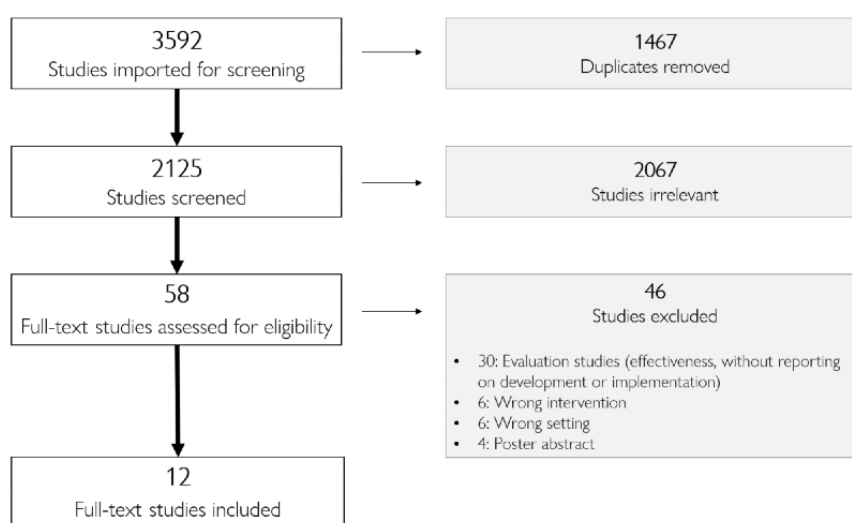 3592
Studies imported for screening
1467
Duplicates removed
2125
Studies screened
2067
Studies irrelevant
58
Full-text studies assessed for eligibility
46
Studies excluded
• 30: Evaluation studies (effectiveness, without reporting
on development or implementation)
• 6: Wrong intervention
• 6: Wrong setting
• 4: Poster abstract
12
Full-text studies included